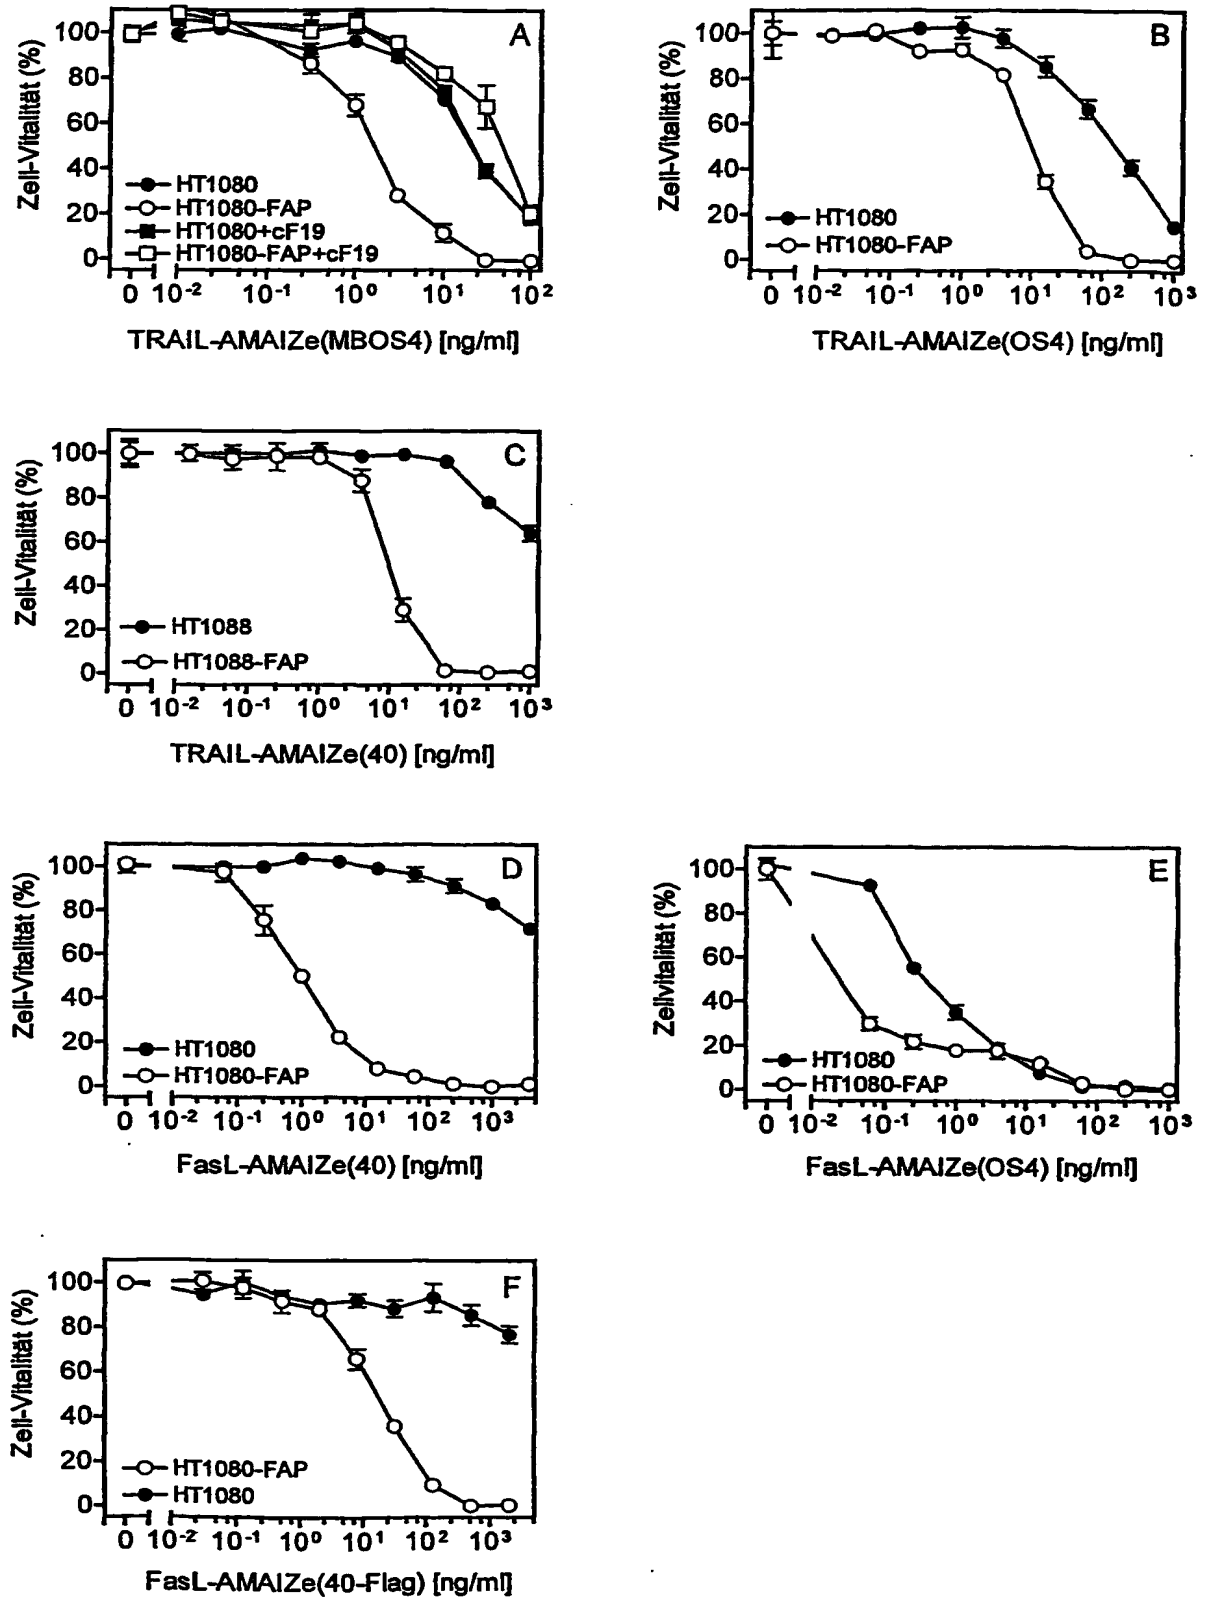 A
Zell-Vitalität (%)
100
80
60
40
20
0
HT1080
HT1080-FAP
HT1080+cF19
HT1080-FAP+cF19
0 10-2 10-1 100 101 102
TRAIL-AMAIZe(MBOS4) [ng/ml]
B
Zell-Vitalität (%)
100
80
60
40
20
0
HT1080
HT1080-FAP
0 10-2 10-1 100 101 102 103
TRAIL-AMAIZe(OS4) [ng/ml]
C
Zell-Vitalität (%)
100
80
60
40
20
0
HT1088
HT1088-FAP
0 10-2 10-1 100 101 102 103
TRAIL-AMAIZe(40) [ng/ml]
D
Zell-Vitalität (%)
100
80
60
40
20
0
HT1080
HT1080-FAP
0 10-2 10-1 100 101 102 103
FasL-AMAIZe(40) [ng/ml]
E
Zellvitalität (%)
100
80
60
40
20
0
HT1080
HT1080-FAP
0 10-2 10-1 100 101 102 103
FasL-AMAIZe(OS4) [ng/ml]
F
Zell-Vitalität (%)
100
80
60
40
20
0
HT1080-FAP
HT1080
0 10-2 10-1 100 101 102 103
FasL-AMAIZe(40-Flag) [ng/ml]